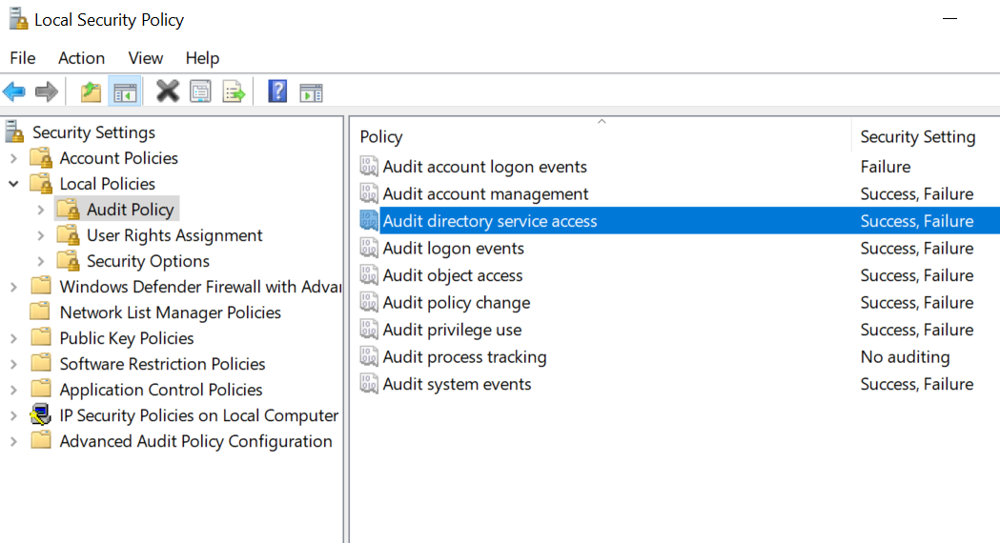 Local Security Policy
File Action View Help
Security Settings
Account Policies
Local Policies
Audit Policy
User Rights Assignment
Security Options
Windows Defender Firewall with Adva
Network List Manager Policies
Public Key Policies
Software Restriction Policies
Application Control Policies
IP Security Policies on Local Computer
Advanced Audit Policy Configuration
Policy Security Setting
Audit account logon events Failure
Audit account management Success, Failure
Audit directory service access Success, Failure
Audit logon events Success, Failure
Audit object access Success, Failure
Audit policy change Success, Failure
Audit privilege use Success, Failure
Audit process tracking No auditing
Audit system events Success, Failure